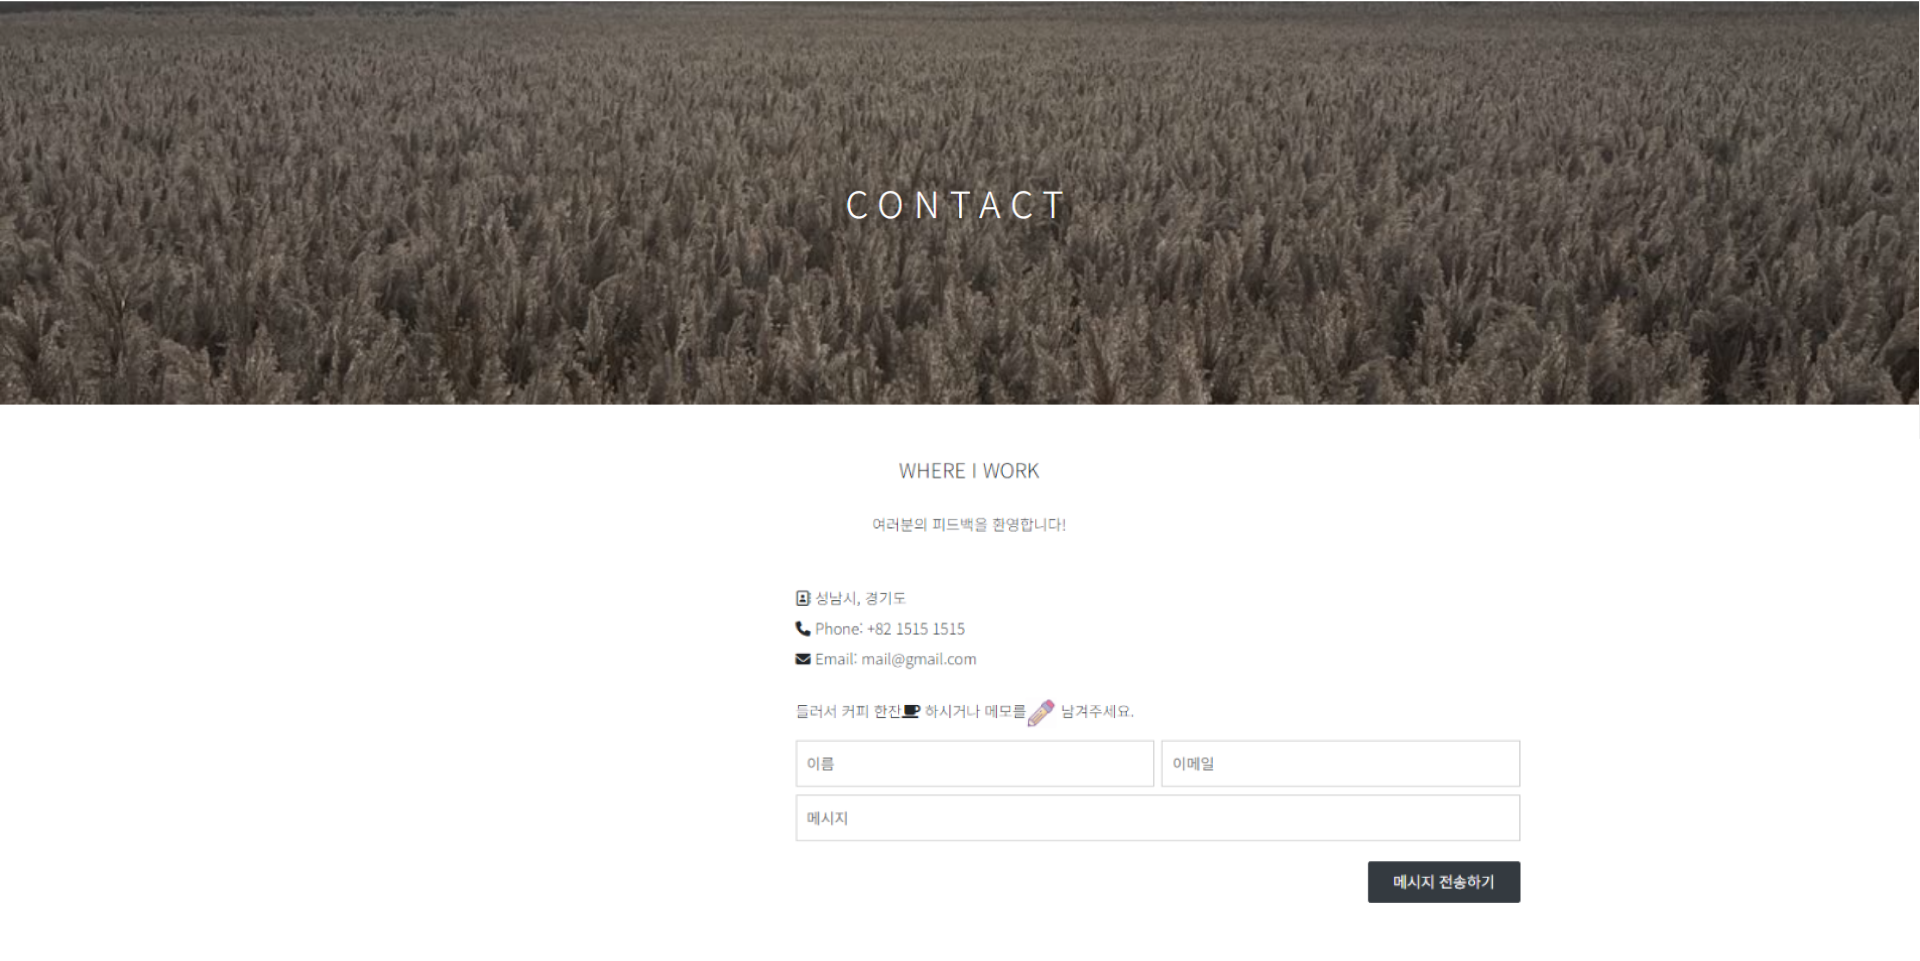 CONTACT
WHERE I WORK
여러분의 피드백을 환영합니다!
성남시, 경기도
Phone: +82 1515 1515
Email: mail@gmail.com
들러서 커피 한잔 하시거나 메모를 남겨주세요.
이름 이메일
메시지
메시지 전송하기